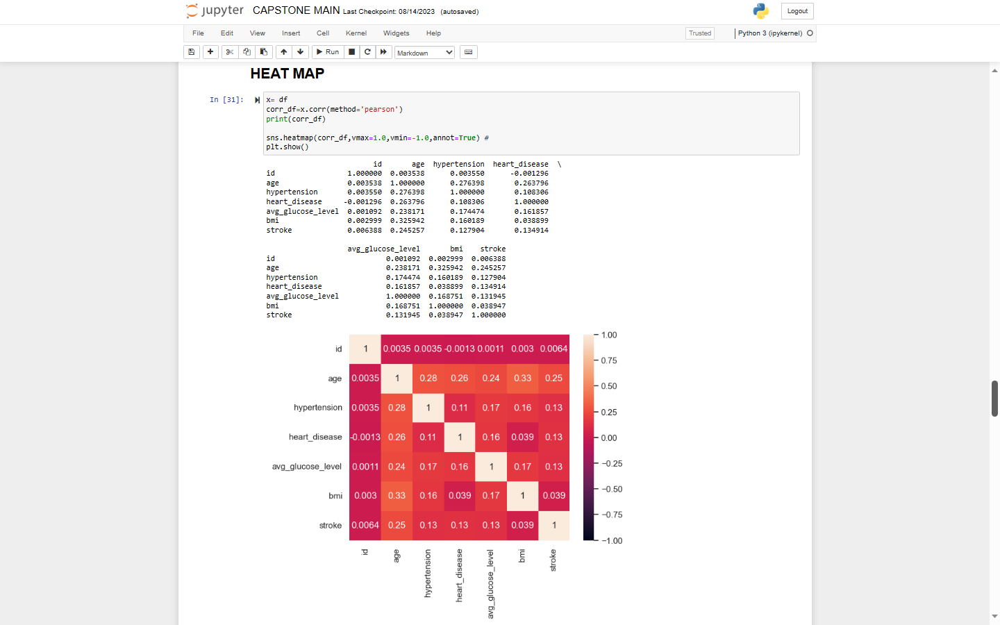 jupyter CAPSTONE MAIN Last Checkpoint: 08/14/2023 (autosaved)
Logout
File Edit View Insert Cell Kernel Widgets Help
Trusted Python 3 (ipykernel)
Run Markdown
HEAT MAP
In [31]:
x= df
corr_df=x.corr(method='pearson')
print(corr_df)
sns.heatmap(corr_df,vmax=1.0,vmin=-1.0,annot=True) #
plt.show()
id age hypertension heart_disease \
id 1.000000 0.003538 0.003550 -0.001296
age 0.003538 1.000000 0.276398 0.263796
hypertension 0.003550 0.276398 1.000000 0.108306
heart_disease -0.001296 0.263796 0.108306 1.000000
avg_glucose_level 0.001092 0.238171 0.174474 0.161857
bmi 0.002999 0.325942 0.160189 0.038899
stroke 0.006388 0.245257 0.127904 0.134914
avg_glucose_level bmi stroke
id 0.001092 0.002999 0.006388
age 0.238171 0.325942 0.245257
hypertension 0.174474 0.160189 0.127904
heart_disease 0.161857 0.038899 0.134914
avg_glucose_level 1.000000 0.168751 0.131945
bmi 0.168751 1.000000 0.038947
stroke 0.131945 0.038947 1.000000
id 1 0.0035 0.0035 -0.0013 0.0011 0.003 0.0064
age 0.0035 1 0.28 0.26 0.24 0.33 0.25
hypertension 0.0035 0.28 1 0.11 0.17 0.16 0.13
heart_disease -0.0013 0.26 0.11 1 0.16 0.039 0.13
avg_glucose_level 0.0011 0.24 0.17 0.16 1 0.17 0.13
bmi 0.003 0.33 0.16 0.039 0.17 1 0.039
stroke 0.0064 0.25 0.13 0.13 0.13 0.039 1
id
age
hypertension
heart_disease
avg_glucose_level
bmi
stroke
1.00
0.75
0.50
0.25
0.00
−0.25
−0.50
−0.75
−1.00